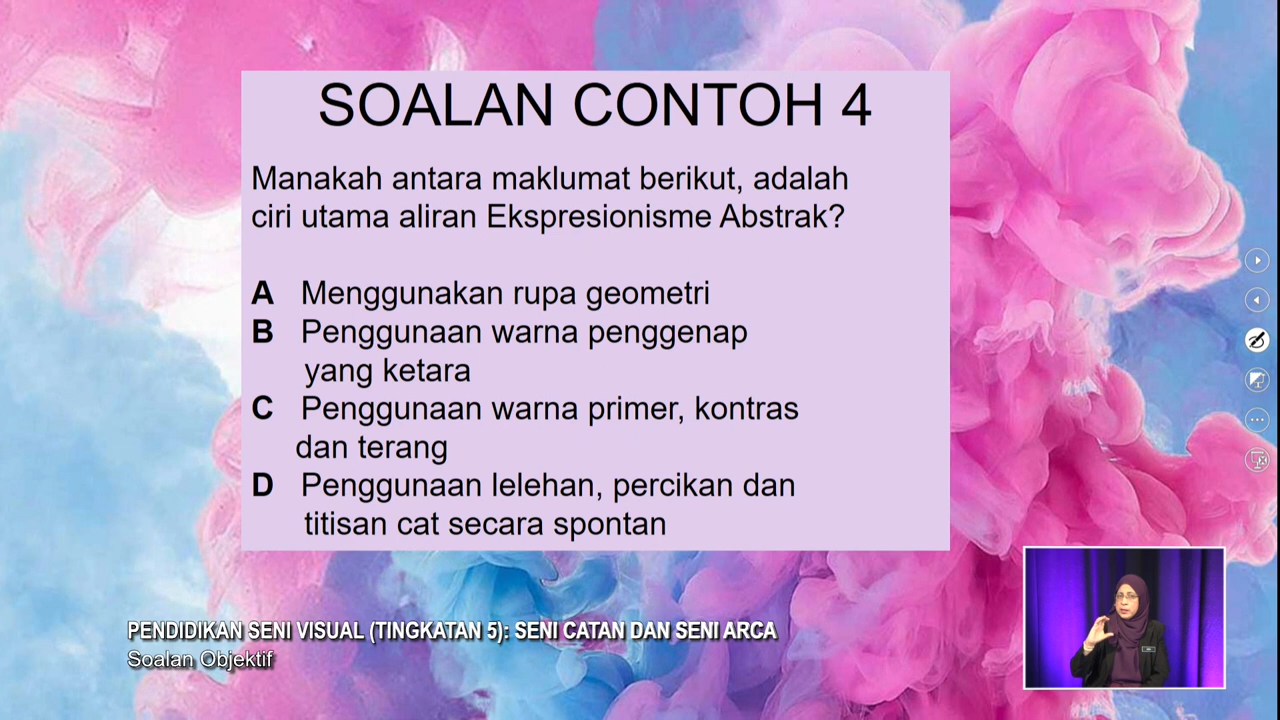 SOALAN CONTOH 4
Manakah antara maklumat berikut, adalah
ciri utama aliran Ekspresionisme Abstrak?
A Menggunakan rupa geometri
B Penggunaan warna penggenap
yang ketara
C Penggunaan warna primer, kontras
dan terang
D Penggunaan lelehan, percikan dan
titisan cat secara spontan
PENDIDIKAN SENI VISUAL (TINGKATAN 5): SENI CATAN DAN SENI ARCA
Soalan Objektif